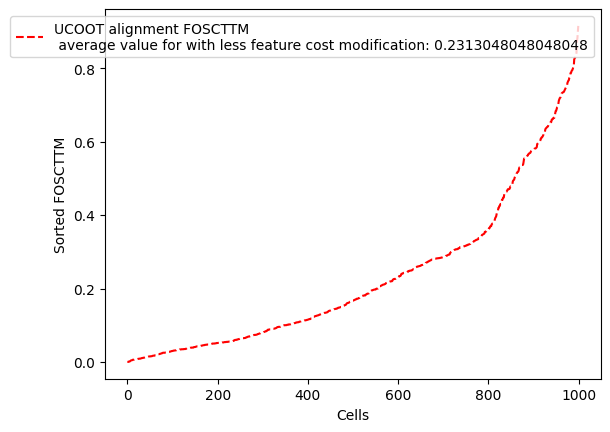 UCOOT alignment FOSCTTM
average value for with less feature cost modification: 0.2313048048048048
0.8
0.6
0.4
0.2
0.0
Sorted FOSCTTM
0
200
400
600
800
1000
Cells